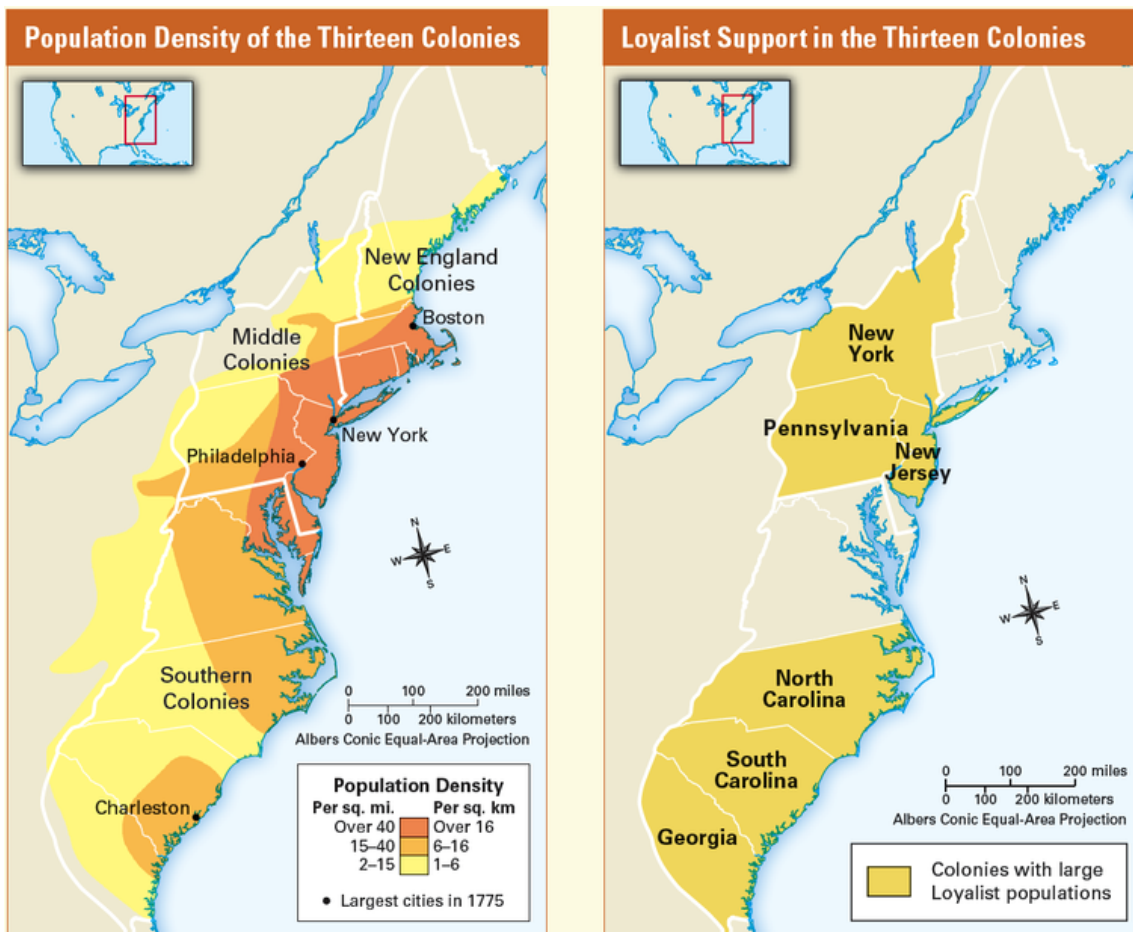 Population Density of the Thirteen Colonies
New England
Colonies
Boston
Middle
Colonies
New York
Philadelphia
N
W E
S
Southern
Colonies
0 100 200 miles
0 100 200 kilometers
Albers Conic Equal-Area Projection
Charleston
Population Density
Per sq. mi. Per sq. km
Over 40 Over 16
15–40 6–16
2–15 1–6
• Largest cities in 1775
Loyalist Support in the Thirteen Colonies
New
York
Pennsylvania
New
Jersey
N
W E
S
North
Carolina
South
Carolina
Georgia
0 100 200 miles
0 100 200 kilometers
Albers Conic Equal-Area Projection
Colonies with large
Loyalist populations